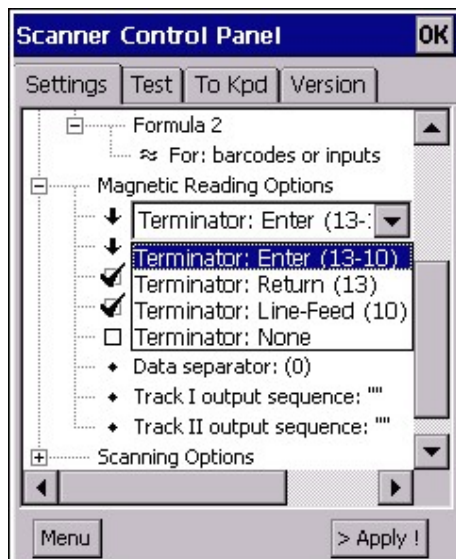 Scanner Control Panel OK
Settings Test To Kpd Version
Formula 2
≈ For: barcodes or inputs
Magnetic Reading Options
Terminator: Enter (13-
Terminator: Enter (13-10)
Terminator: Return (13)
Terminator: Line-Feed (10)
Terminator: None
Data separator: (0)
Track I output sequence: ""
Track II output sequence: ""
Scanning Options
Menu > Apply !